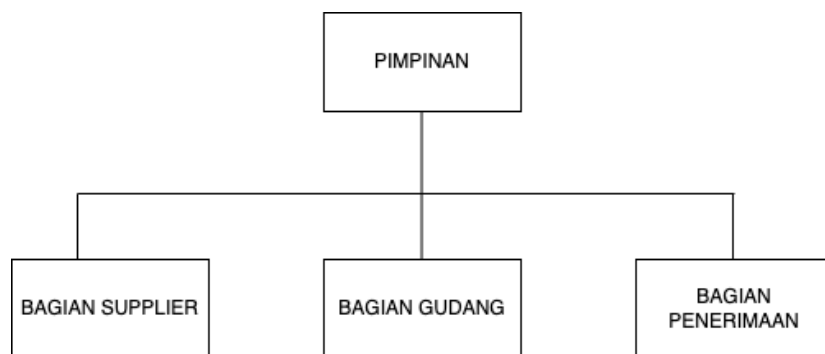 PIMPINAN
BAGIAN SUPPLIER
BAGIAN GUDANG
BAGIAN
PENERIMAAN